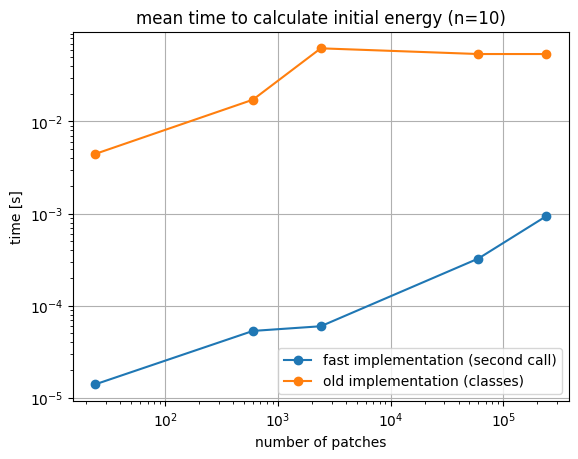 mean time to calculate initial energy (n=10)
time [s]
10⁻²
10⁻³
10⁻⁴
10⁻⁵
fast implementation (second call)
old implementation (classes)
10²
10³
10⁴
10⁵
number of patches